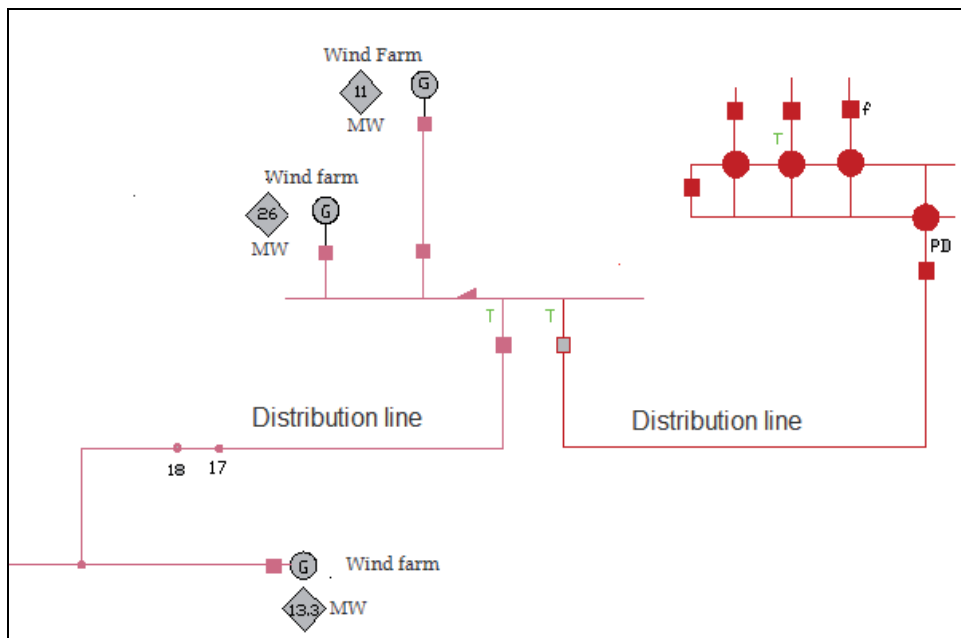 Wind Farm
G
11
MW
f
T
Wind farm
G
26
MW
PD
T
T
Distribution line
Distribution line
18
17
G
Wind farm
13.3
MW